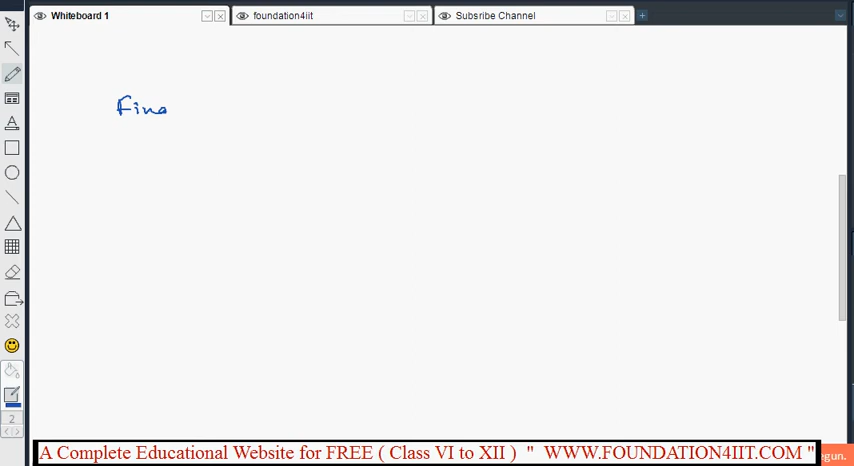 Whiteboard 1
foundation4iit
Subsribe Channel
Fina
2
A Complete Educational Website for FREE ( Class VI to XII ) " WWW.FOUNDATION4IIT.COM "
egun.